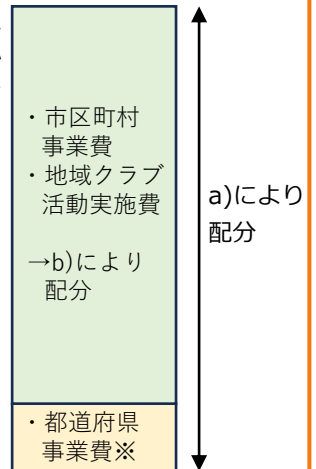 ・市区町村
事業費
・地域クラブ
活動実施費
→b)により
配分
a)により
配分
・都道府県
事業費※